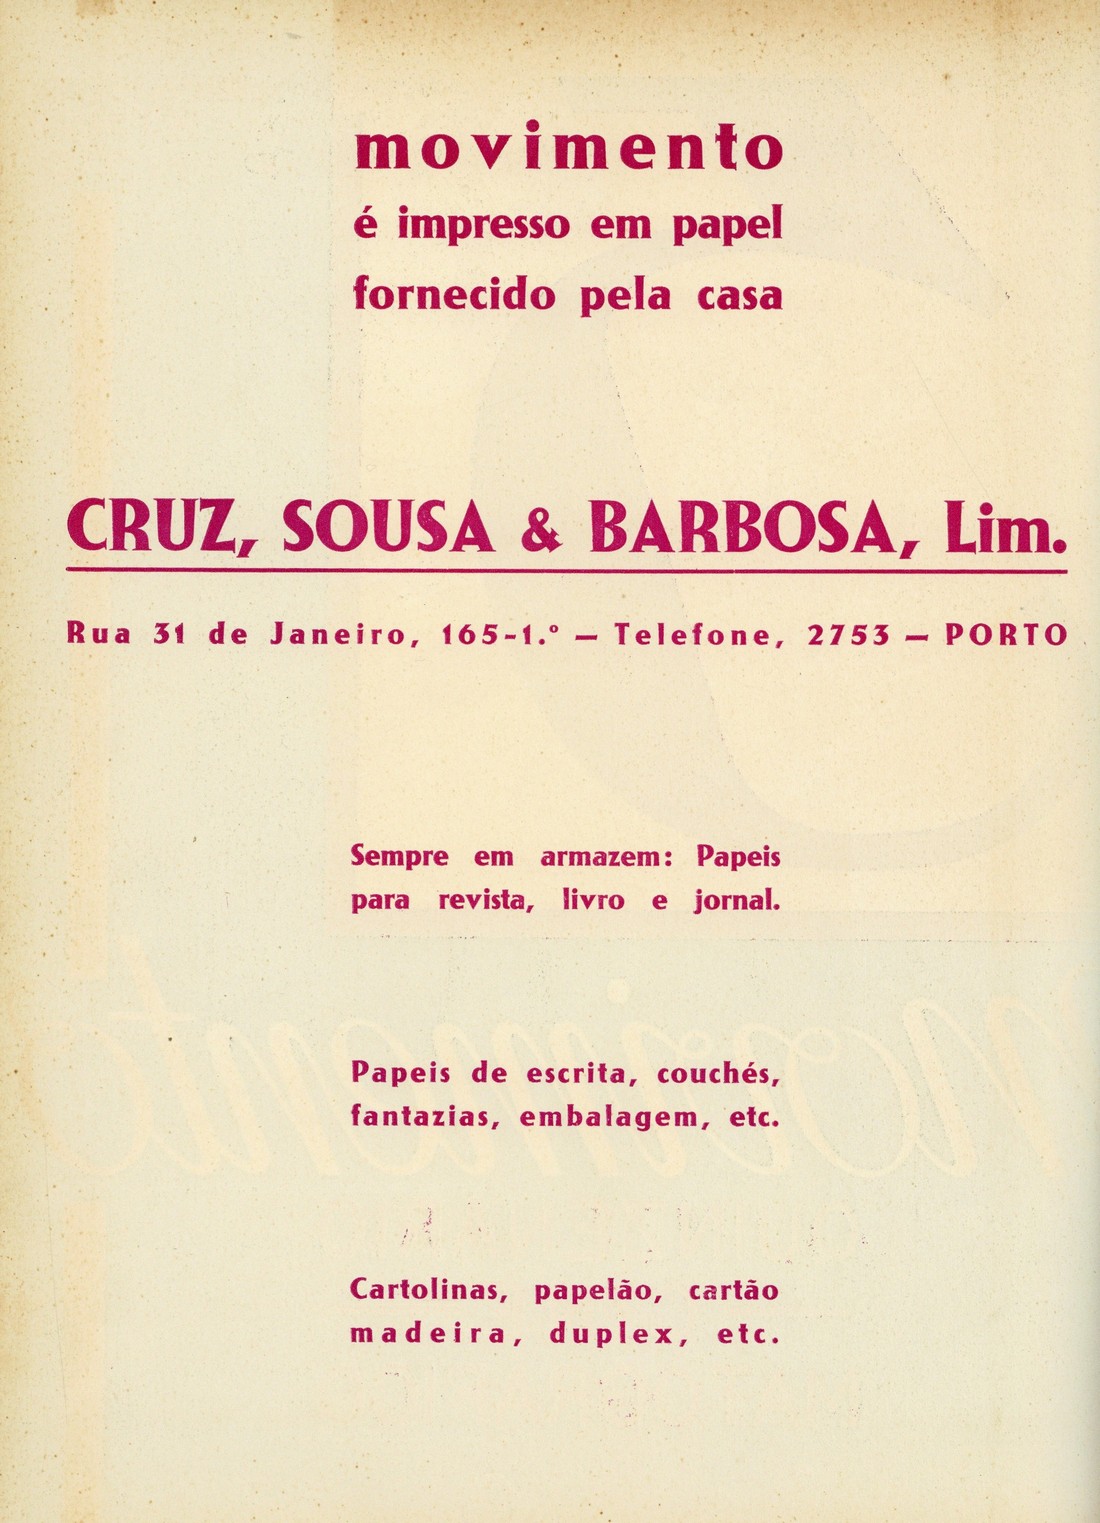 movimento
é impresso em papel
fornecido pela casa
CRUZ, SOUSA & BARBOSA, Lim.
Rua 31 de Janeiro, 165-1.º — Telefone, 2753 — PORTO
Sempre em armazem: Papeis
para revista, livro e jornal.
Papeis de escrita, couchés,
fantazias, embalagem, etc.
Cartolinas, papelão, cartão
madeira, duplex, etc.